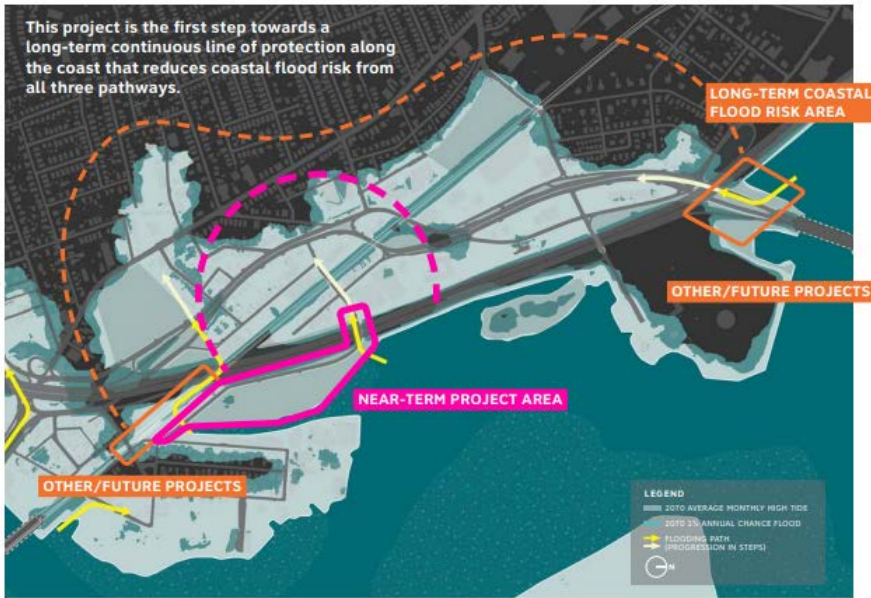 This project is the first step towards a
long-term continuous line of protection along
the coast that reduces coastal flood risk from
all three pathways.
LONG-TERM COASTAL
FLOOD RISK AREA
OTHER/FUTURE PROJECTS
NEAR-TERM PROJECT AREA
OTHER/FUTURE PROJECTS
LEGEND
2070 AVERAGE MONTHLY HIGH TIDE
2070 1% ANNUAL CHANCE FLOOD
FLOODING PATH
(PROGRESSION IN STEPS)
N